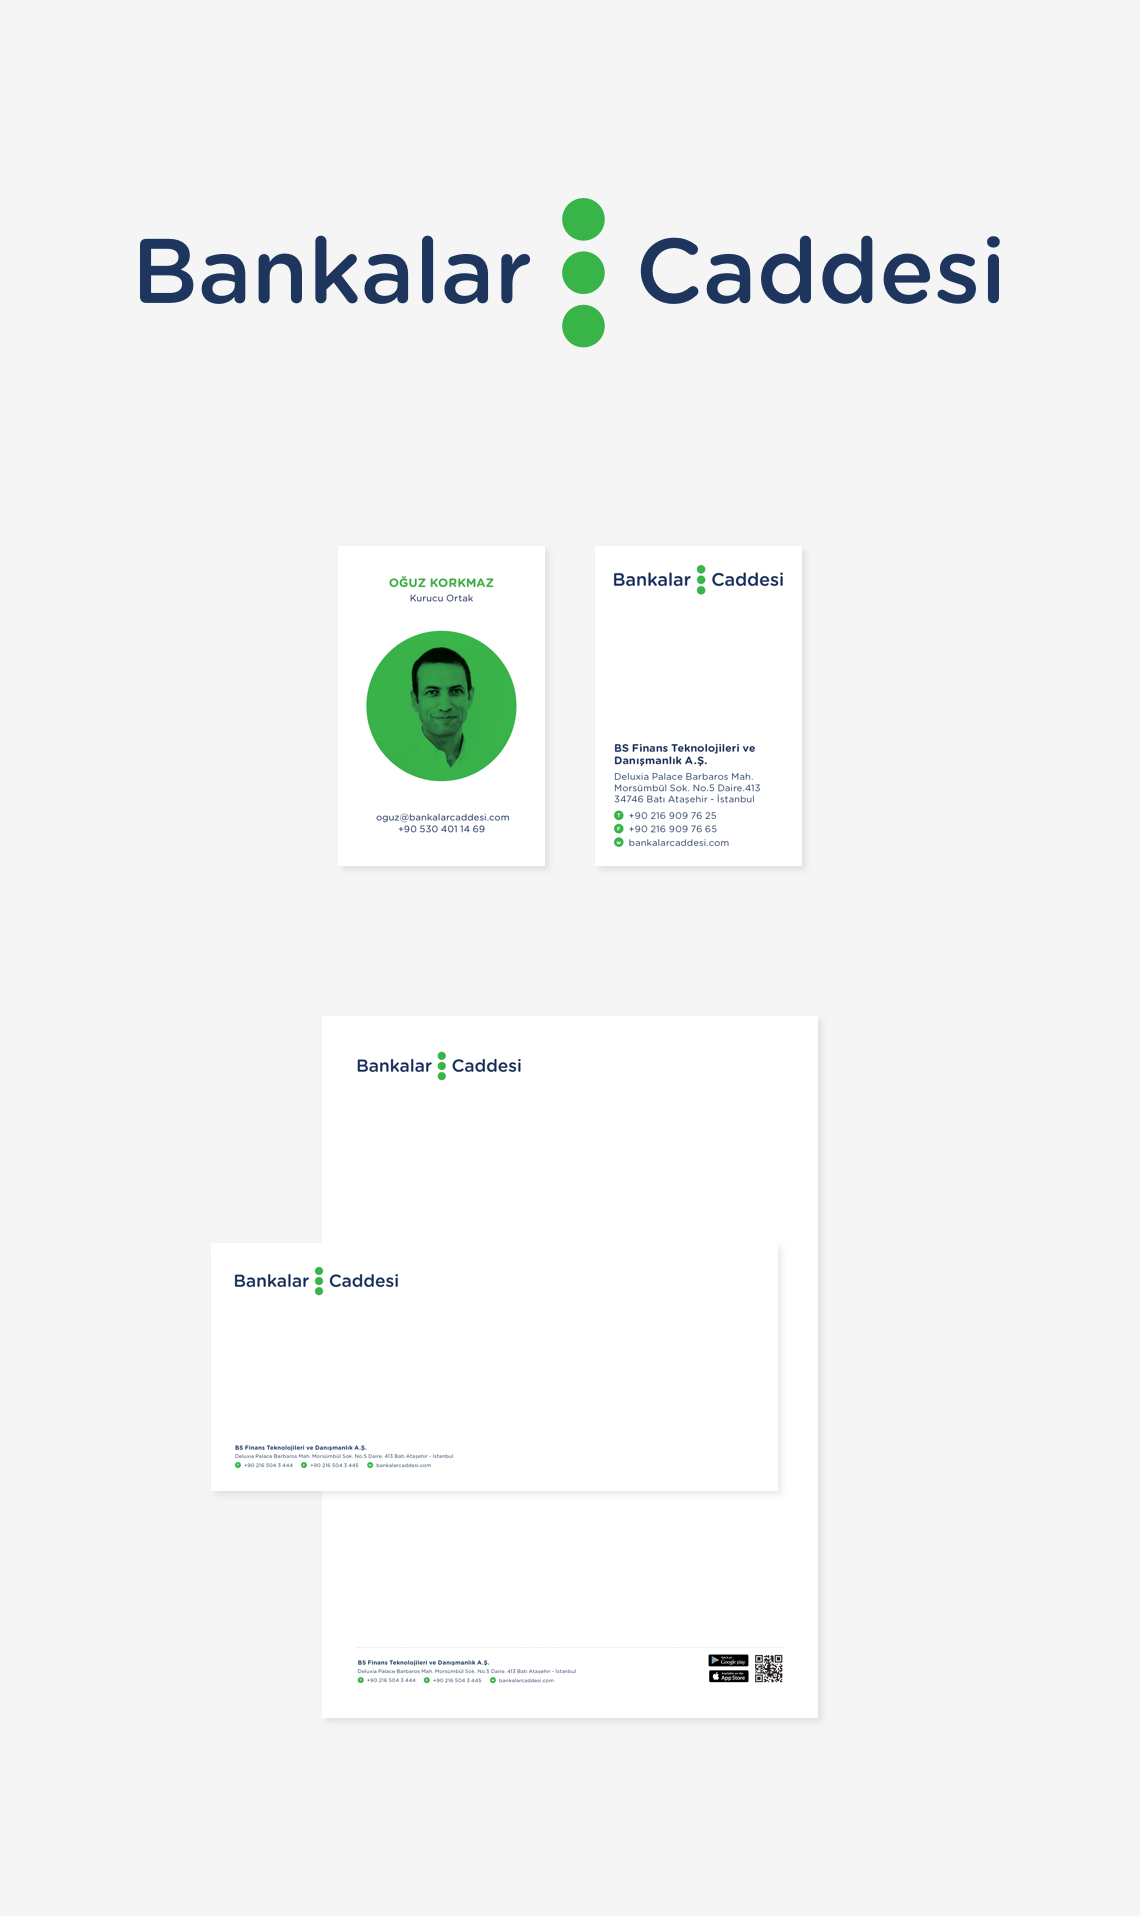 Bankalar Caddesi
OĞUZ KORKMAZ
Kurucu Ortak
oguz@bankalarcaddesi.com
+90 530 401 14 69
Bankalar Caddesi
BS Finans Teknolojileri ve
Danışmanlık A.Ş.
Deluxia Palace Barbaros Mah.
Morsümbül Sok. No.5 Daire.413
34746 Batı Ataşehir - İstanbul
T +90 216 909 76 25
F +90 216 909 76 65
w bankalarcaddesi.com
Bankalar Caddesi
Bankalar Caddesi
BS Finans Teknolojileri ve Danışmanlık A.Ş.
Deluxia Palace Barbaros Mah. Morsümbül Sok. No.5 Daire. 413 Batı Ataşehir - İstanbul
+90 216 504 3 444 +90 216 504 3 445 bankalarcaddesi.com
BS Finans Teknolojileri ve Danışmanlık A.Ş.
Deluxia Palace Barbaros Mah. Morsümbül Sok. No.5 Daire. 413 Batı Ataşehir - İstanbul
+90 216 504 3 444 +90 216 504 3 445 bankalarcaddesi.com
Google play
App Store